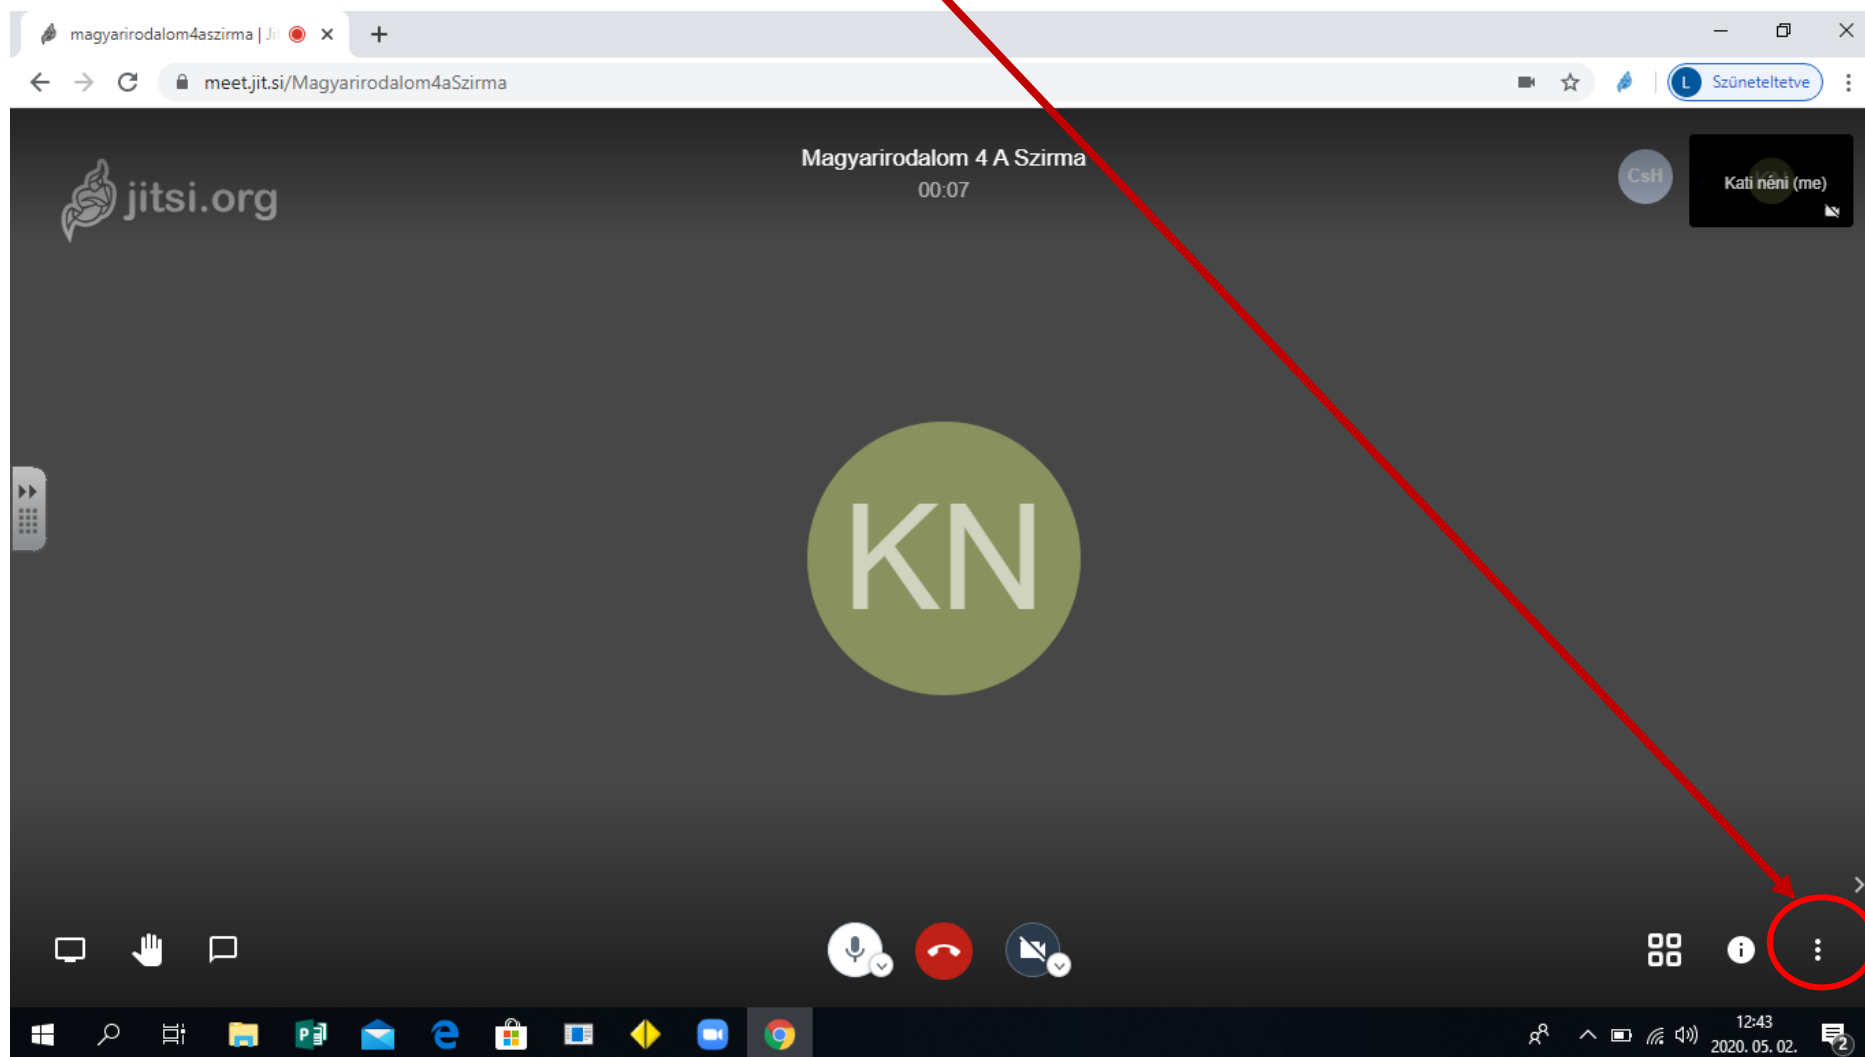 magyarirodalom4aszirma | Ji
meet.jit.si/Magyarirodalom4aSzirma
L Szüneteltetve
jitsi.org
Magyarirodalom 4 A Szirma
00:07
CsH
Kati néni (me)
KN
12:43
2020. 05. 02.
2